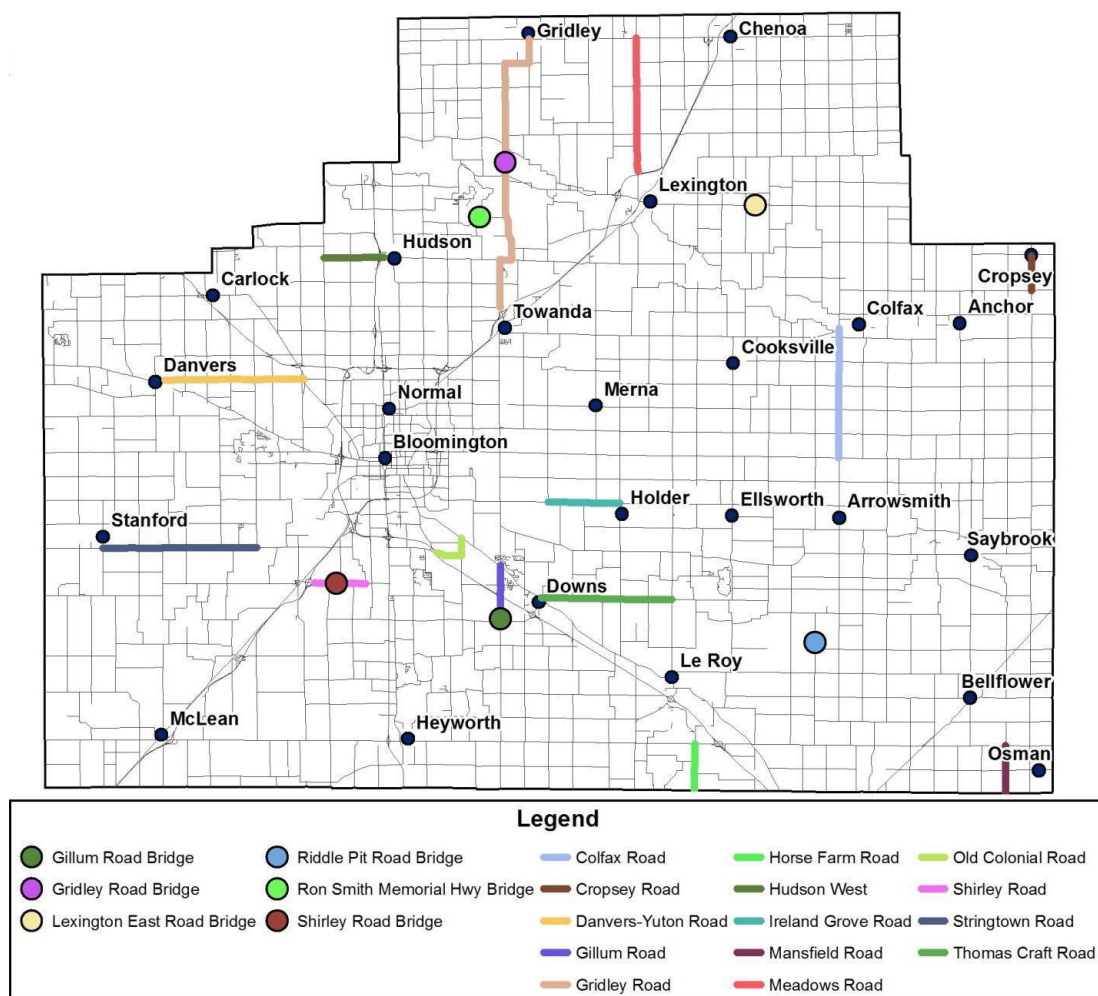 Gridley
Chenoa
Lexington
Hudson
Cropsey
Carlock
Colfax
Anchor
Towanda
Cooksville
Danvers
Normal
Merna
Bloomington
Holder
Ellsworth
Arrowsmith
Stanford
Saybrook
Downs
Le Roy
Bellflower
McLean
Heyworth
Osman
Legend
Gillum Road Bridge
Gridley Road Bridge
Lexington East Road Bridge
Riddle Pit Road Bridge
Ron Smith Memorial Hwy Bridge
Shirley Road Bridge
Colfax Road
Cropsey Road
Danvers-Yuton Road
Gillum Road
Gridley Road
Horse Farm Road
Hudson West
Ireland Grove Road
Mansfield Road
Meadows Road
Old Colonial Road
Shirley Road
Stringtown Road
Thomas Craft Road